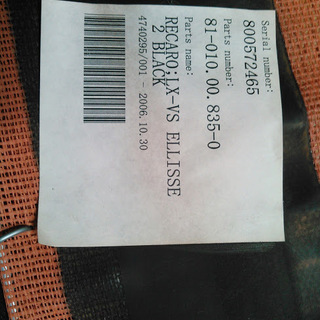 Serial number:
800572465
Parts number:
81-010.00.835-0
Parts name:
RECARO:LX-VS ELLISSE
2 BLACK
4740295/001 - 2006.10.30